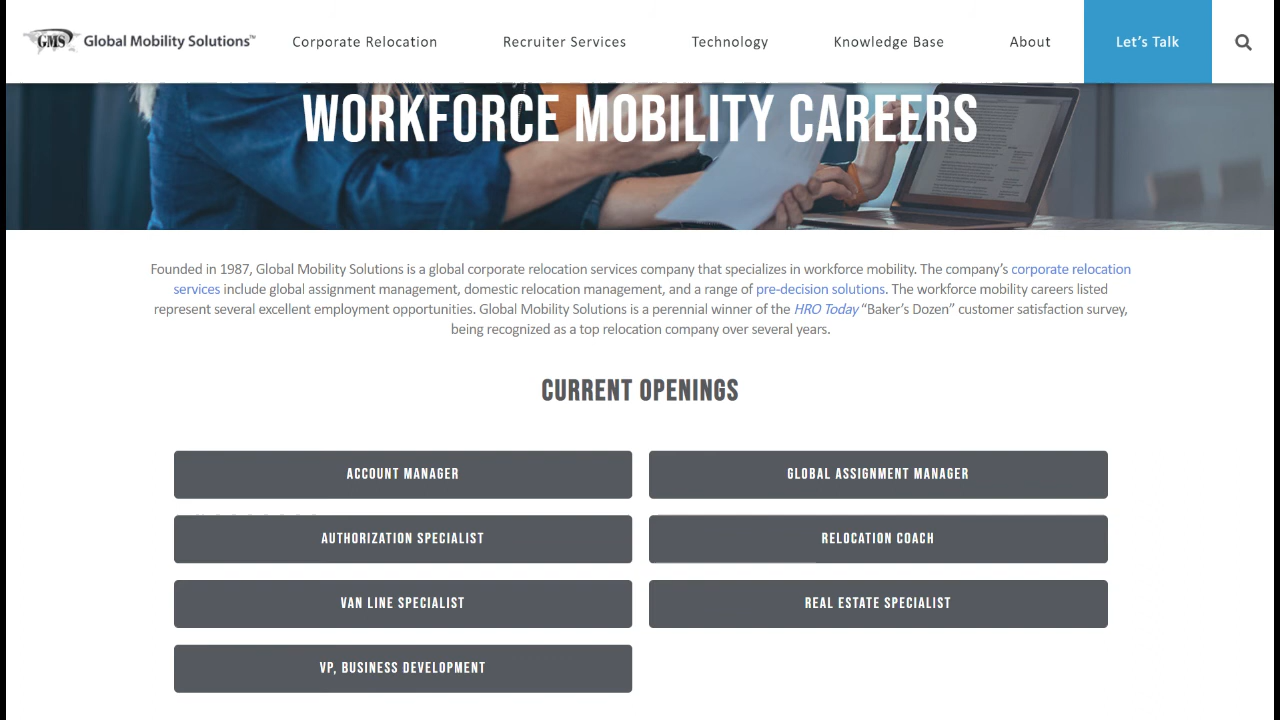 GMS Global Mobility Solutions™
Corporate Relocation
Recruiter Services
Technology
Knowledge Base
About
Let's Talk
WORKFORCE MOBILITY CAREERS
Founded in 1987, Global Mobility Solutions is a global corporate relocation services company that specializes in workforce mobility. The company's corporate relocation
services include global assignment management, domestic relocation management, and a range of pre-decision solutions. The workforce mobility careers listed
represent several excellent employment opportunities. Global Mobility Solutions is a perennial winner of the HRO Today “Baker's Dozen” customer satisfaction survey,
being recognized as a top relocation company over several years.
CURRENT OPENINGS
ACCOUNT MANAGER
GLOBAL ASSIGNMENT MANAGER
AUTHORIZATION SPECIALIST
RELOCATION COACH
VAN LINE SPECIALIST
REAL ESTATE SPECIALIST
VP, BUSINESS DEVELOPMENT